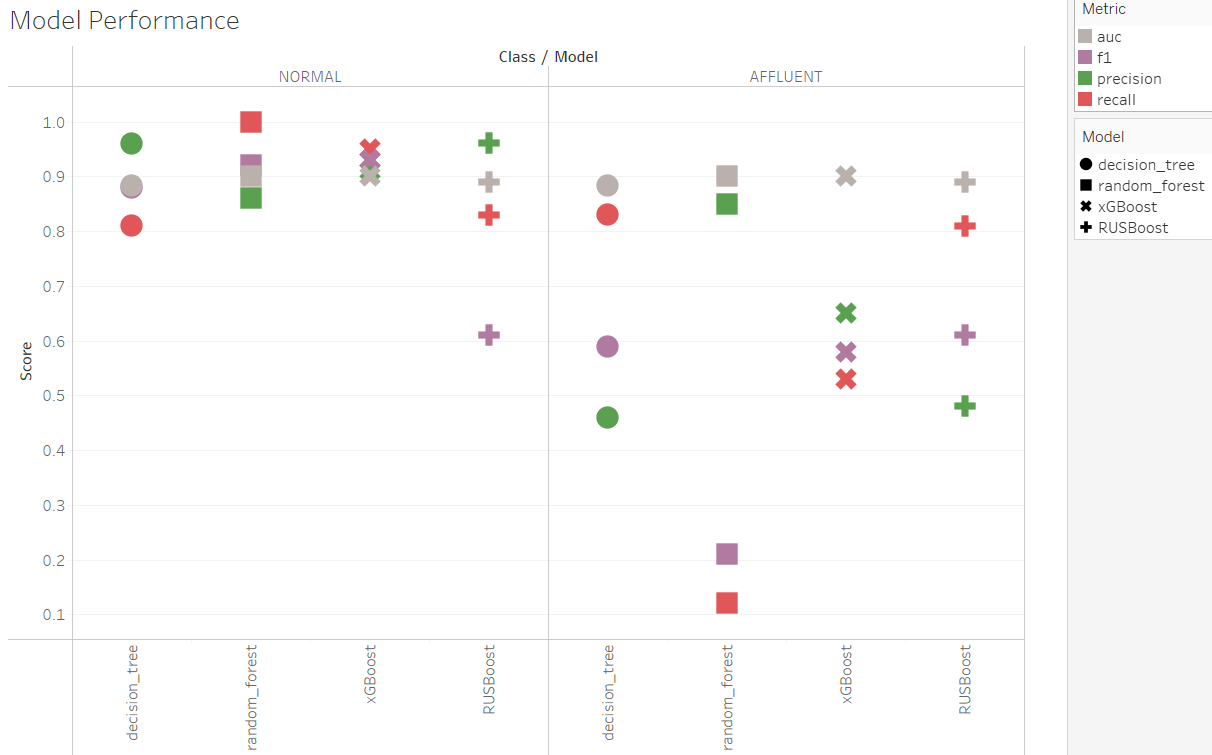 Model Performance
Class / Model
NORMAL
AFFLUENT
1.0
0.9
0.8
0.7
0.6
0.5
0.4
0.3
0.2
0.1
Score
decision_tree
random_forest
xGBoost
RUSBoost
decision_tree
random_forest
xGBoost
RUSBoost
Metric
auc
f1
precision
recall
Model
decision_tree
random_forest
xGBoost
RUSBoost